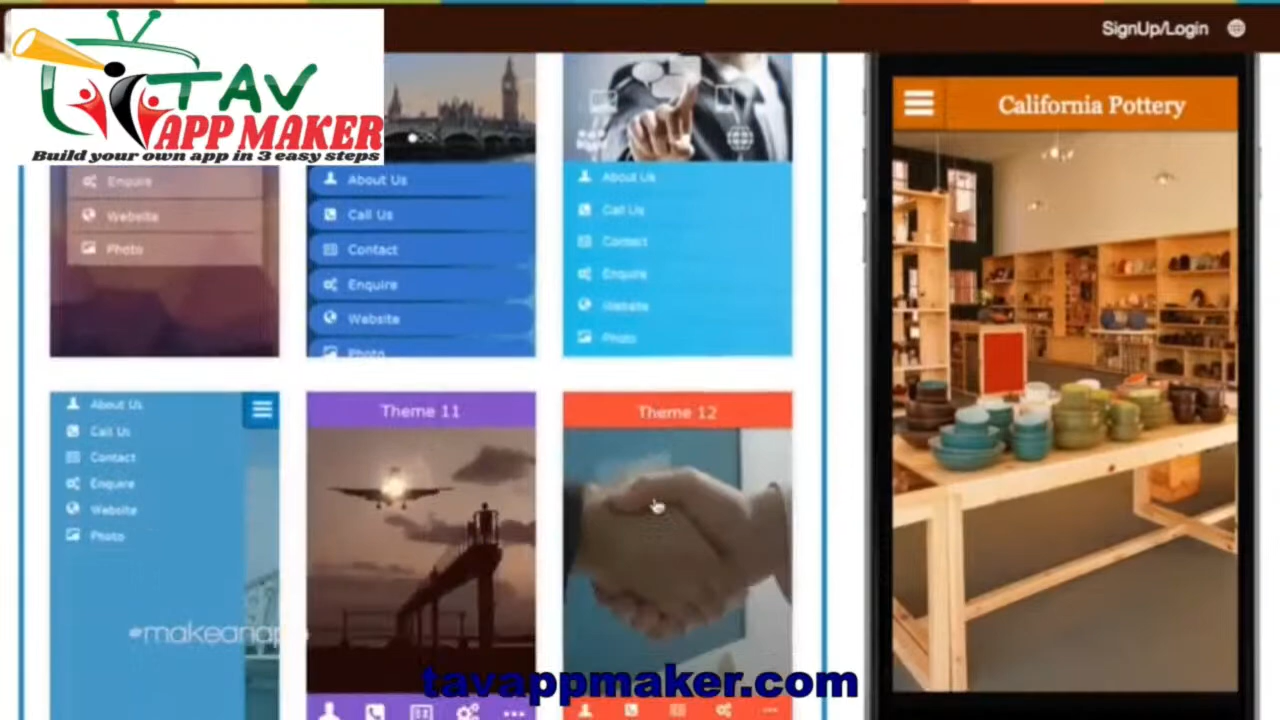 SignUp/Login
TAV
APP MAKER
Build your own app in 3 easy steps
Enquire
Website
Photo
About Us
Call Us
Contact
Enquire
Website
Photo
About Us
Call Us
Contact
Enquire
Website
Photo
California Pottery
About Us
Call Us
Contact
Enquire
Website
Photo
#makeanap
Theme 11
Theme 12
tavappmaker.com